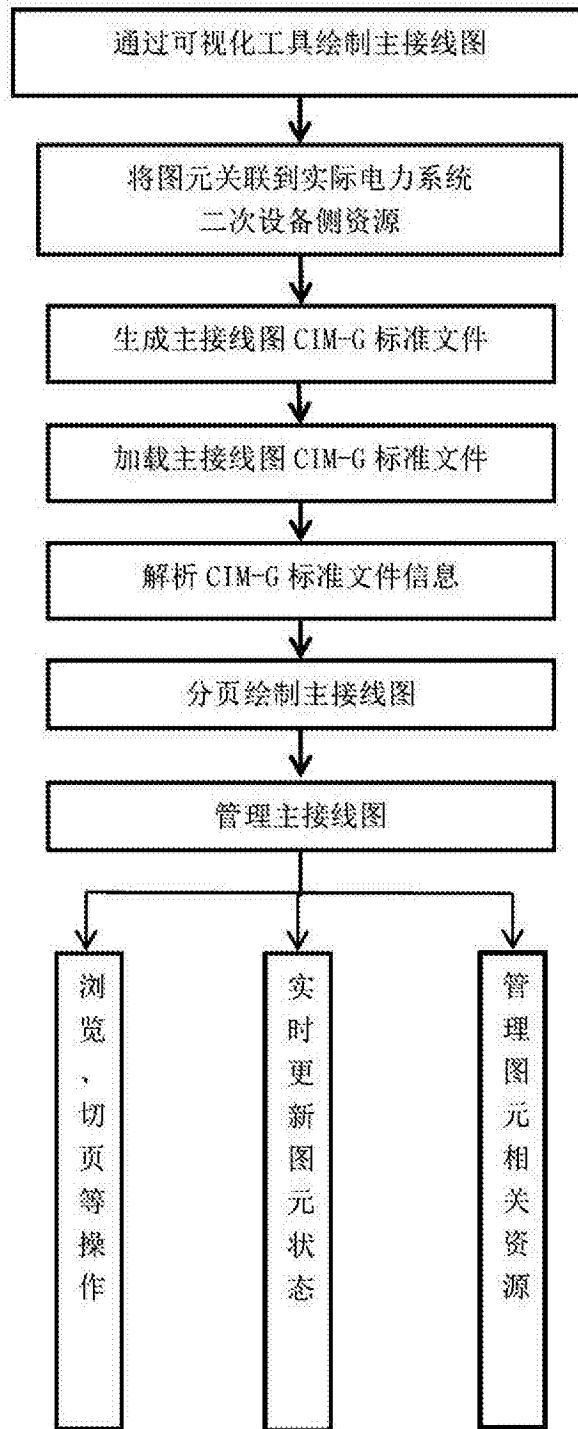 通过可视化工具绘制主接线图
将图元关联到实际电力系统
二次设备侧资源
生成主接线图 CIM-G 标准文件
加载主接线图 CIM-G 标准文件
解析 CIM-G 标准文件信息
分页绘制主接线图
管理主接线图
浏览、切页等操作
实时更新图元状态
管理图元相关资源